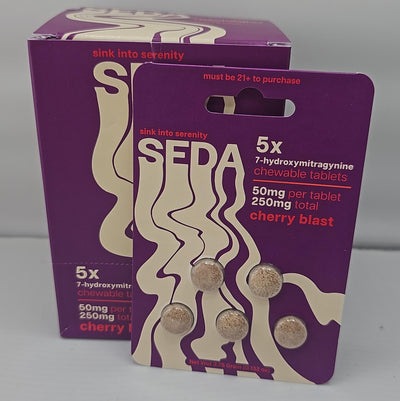 sink into serenity
SEDA
5x
7-hydroxymitragynine
chewable
50mg per
250mg total
cherry
must be 21+ to purchase
sink into serenity
SEDA
5x
7-hydroxymitragynine
chewable tablets
50mg per tablet
250mg total
cherry blast